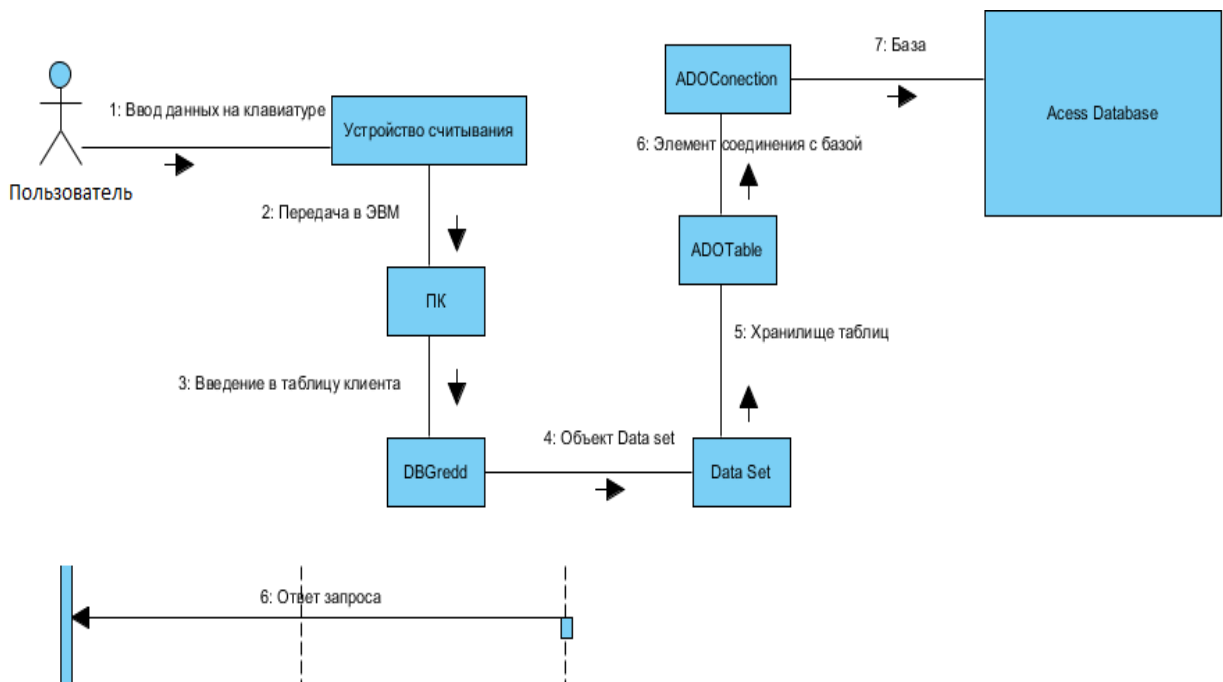 7: База
ADOConection
Acess Database
1: Ввод данных на клавиатуре
Устройство считывания
6: Элемент соединения с базой
Пользователь
2: Передача в ЭВМ
ADOTable
ПК
5: Хранилище таблиц
3: Введение в таблицу клиента
4: Объект Data set
DBGredd
Data Set
6: Ответ запроса